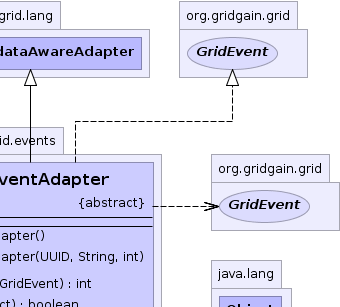 grid.lang
org.gridgain.grid
dataAwareAdapter
GridEvent
id.events
ventAdapter
{abstract}
org.gridgain.grid
GridEvent
apter()
apter(UUID, String, int)
GridEvent) : int
ct) : boolean
java.lang
Object